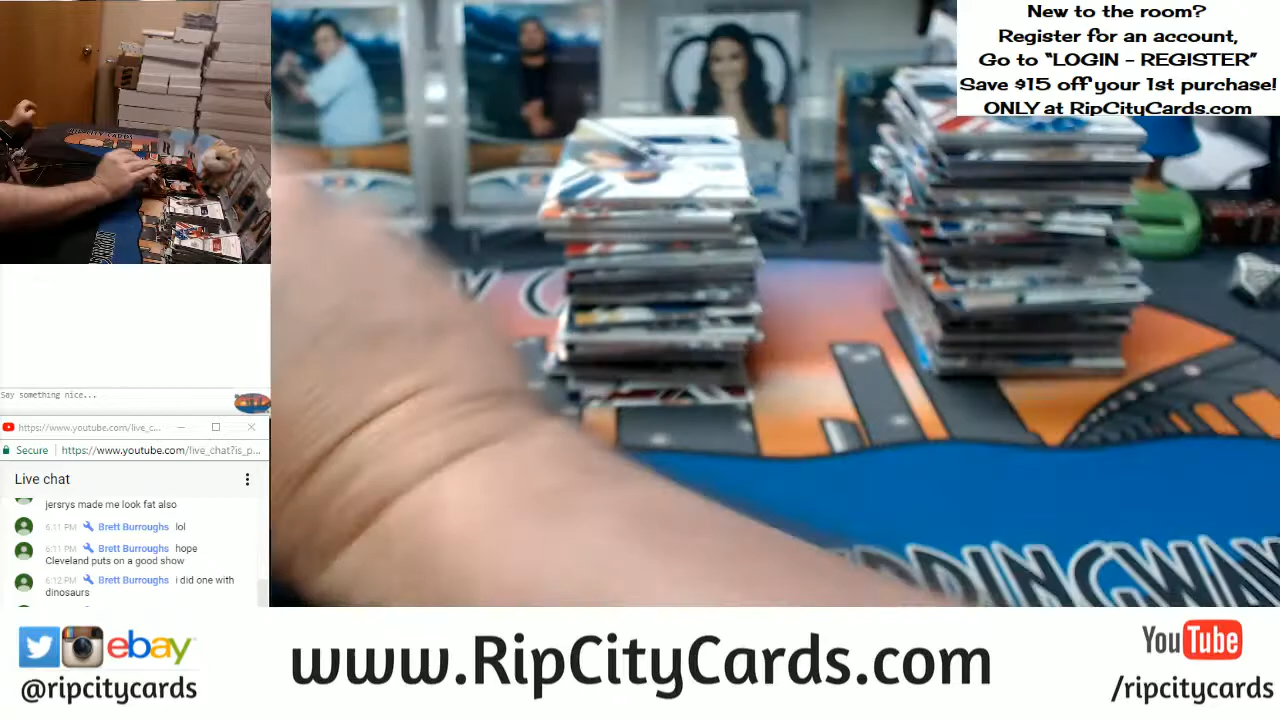 New to the room?
Register for an account,
Go to “LOGIN - REGISTER”
Save $15 off your 1st purchase!
ONLY at RipCityCards.com
RIP CITY CARDS
Say something nice...
https://www.youtube.com/live_c...
Secure
https://www.youtube.com/live_chat?is_p...
Live chat
jersrys made me look fat also
6:11 PM Brett Burroughs lol
6:11 PM Brett Burroughs hope
Cleveland puts on a good show
6:12 PM Brett Burroughs i did one with
dinosaurs
ebay
@ripcitycards
www.RipCityCards.com
YouTube
/ripcitycards